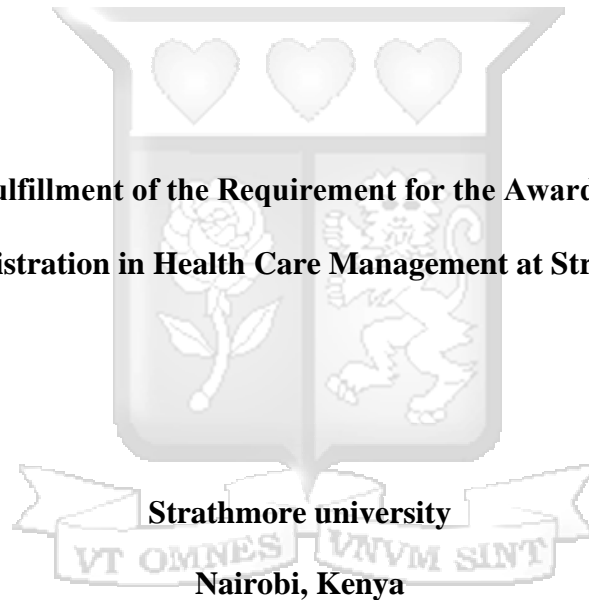 ulfillment of the Requirement for the Award
istration in Health Care Management at Str
Strathmore university
VT OMNES VNVM SINT
Nairobi, Kenya